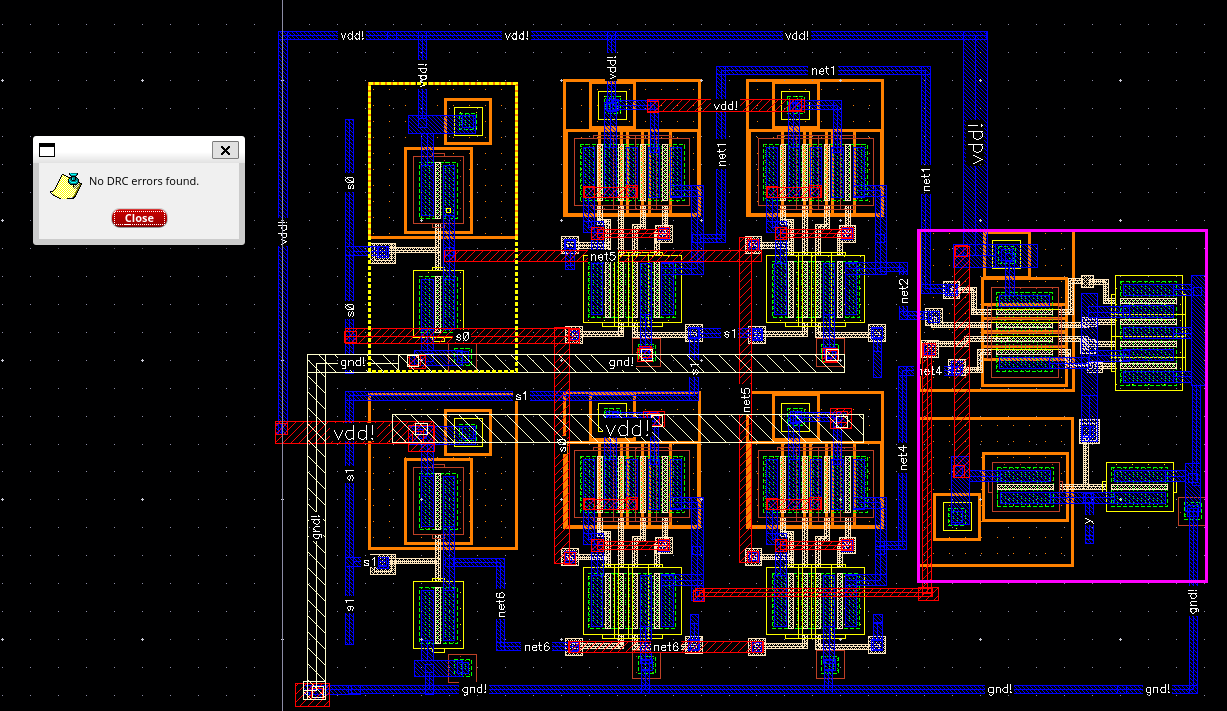 vdd!
vdd!
vdd!
vdd!
vdd!
net1
vdd!
net1
vdd!
No DRC errors found.
s0
net1
Close
vdd!
net5
net2
s0
s0
s1
gnd!
gnd!
s1
net4
s1
net5
vdd!
vdd!
s0
net4
s1
gnd!
y
s1
s1
net6
gnd!
net6
net6
gnd!
gnd!
gnd!